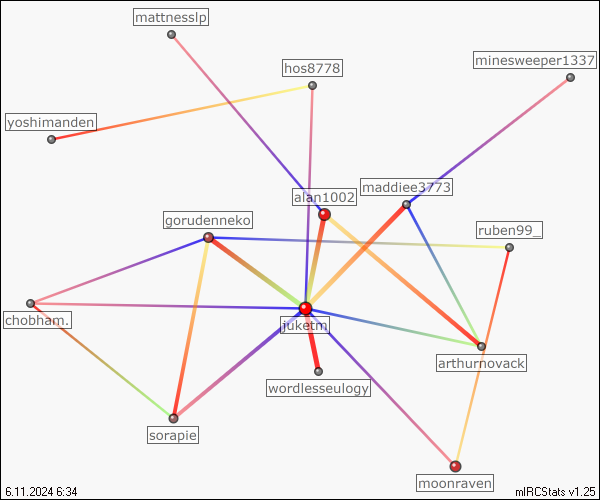 mattnesslp
minesweeper1337
hos8778
yoshimanden
maddiee3773
alan1002
gorudenneko
ruben99_
chobham.
juketm
arthurnovack
wordlesseulogy
sorapie
moonraven
6.11.2024 6:34
mIRCStats v1.25